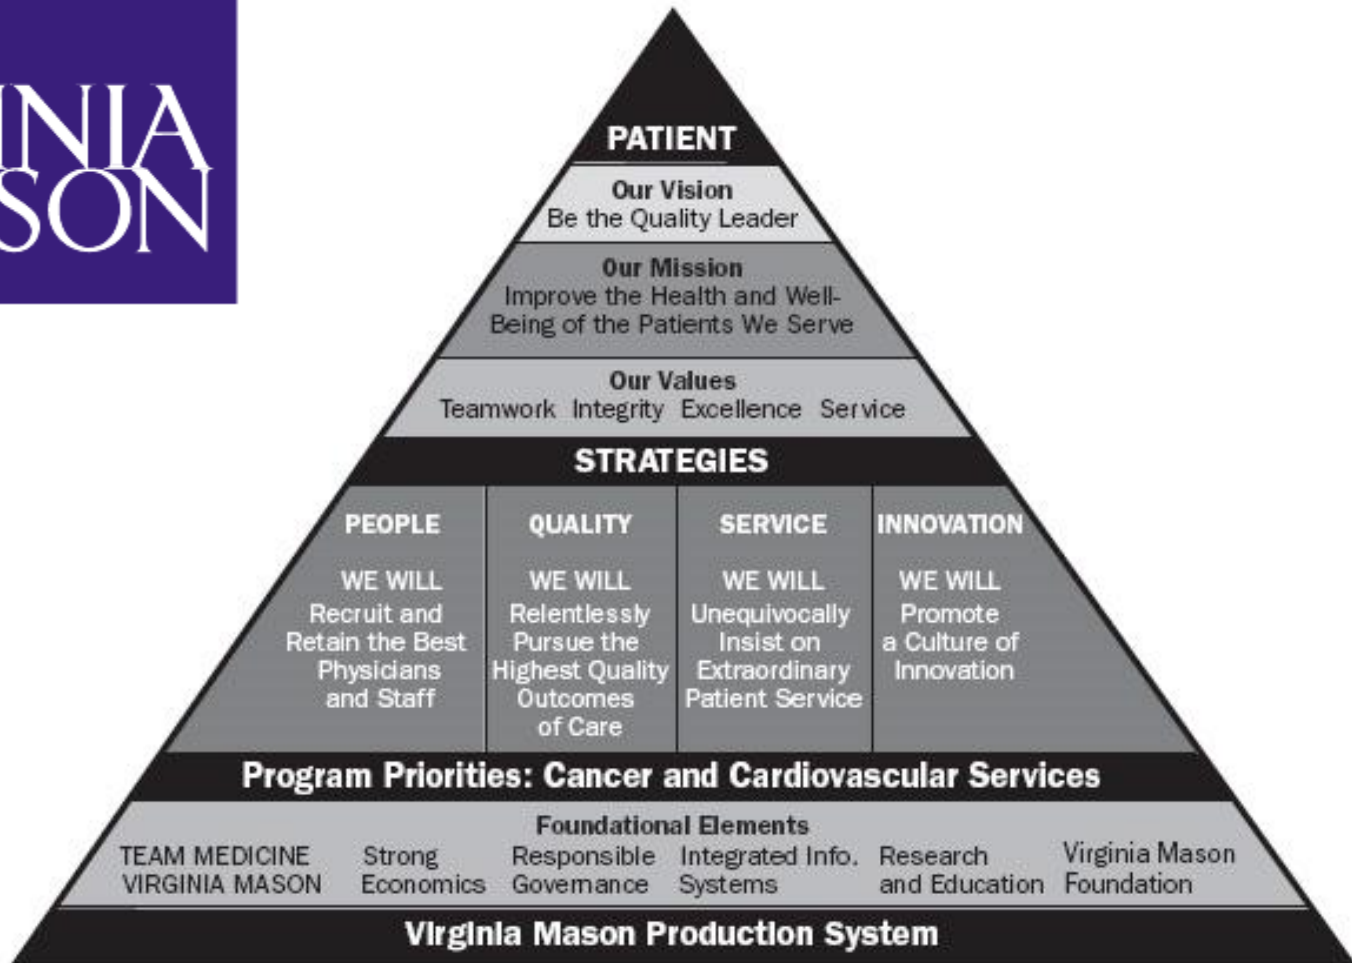 INIA
SON
PATIENT
Our Vision
Be the Quality Leader
Our Mission
Improve the Health and Well-
Being of the Patients We Serve
Our Values
Teamwork Integrity Excellence Service
STRATEGIES
PEOPLE
WE WILL
Recruit and
Retain the Best
Physicians
and Staff
QUALITY
WE WILL
Relentlessly
Pursue the
Highest Quality
Outcomes
of Care
SERVICE
WE WILL
Unequivocally
Insist on
Extraordinary
Patient Service
INNOVATION
WE WILL
Promote
a Culture of
Innovation
Program Priorities: Cancer and Cardiovascular Services
Foundational Elements
TEAM MEDICINE
VIRGINIA MASON
Strong
Economics
Responsible
Governance
Integrated Info.
Systems
Research
and Education
Virginia Mason
Foundation
Virginia Mason Production System